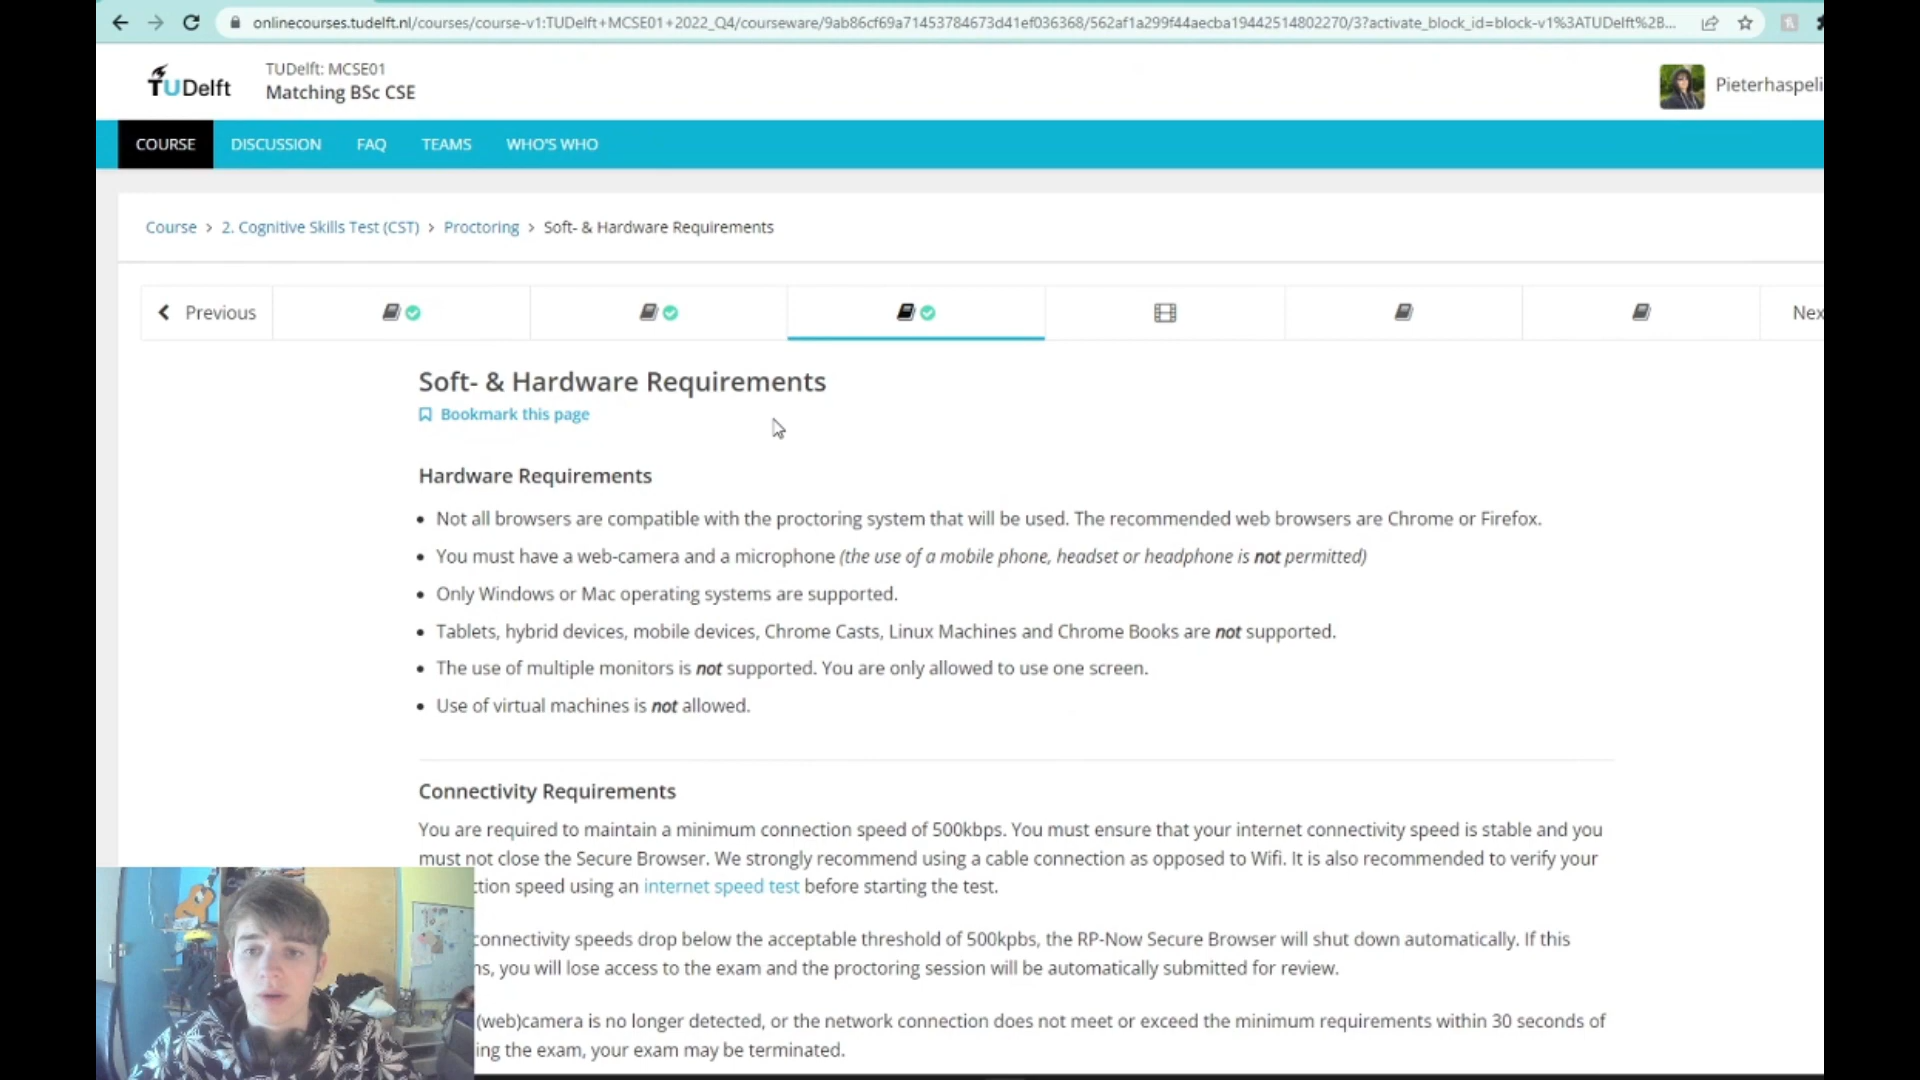 onlinecourses.tudelft.nl/courses/course-v1:TUDelft+MCSE01+2022_Q4/courseware/9ab86cf69a71453784673d41ef036368/562af1a299f44aecba19442514802270/3?activate_block_id=block-v1%3ATUDelft%2B...
TUDelft
TUDelft: MCSE01
Matching BSc CSE
Pieterhaspeli
COURSE DISCUSSION FAQ TEAMS WHO'S WHO
Course > 2. Cognitive Skills Test (CST) > Proctoring > Soft- & Hardware Requirements
Previous
Nex
Soft- & Hardware Requirements
Bookmark this page
Hardware Requirements
• Not all browsers are compatible with the proctoring system that will be used. The recommended web browsers are Chrome or Firefox.
• You must have a web-camera and a microphone (the use of a mobile phone, headset or headphone is not permitted)
• Only Windows or Mac operating systems are supported.
• Tablets, hybrid devices, mobile devices, Chrome Casts, Linux Machines and Chrome Books are not supported.
• The use of multiple monitors is not supported. You are only allowed to use one screen.
• Use of virtual machines is not allowed.
Connectivity Requirements
You are required to maintain a minimum connection speed of 500kbps. You must ensure that your internet connectivity speed is stable and you
must not close the Secure Browser. We strongly recommend using a cable connection as opposed to Wifi. It is also recommended to verify your
ction speed using an internet speed test before starting the test.
connectivity speeds drop below the acceptable threshold of 500kpbs, the RP-Now Secure Browser will shut down automatically. If this
ns, you will lose access to the exam and the proctoring session will be automatically submitted for review.
(web)camera is no longer detected, or the network connection does not meet or exceed the minimum requirements within 30 seconds of
ing the exam, your exam may be terminated.